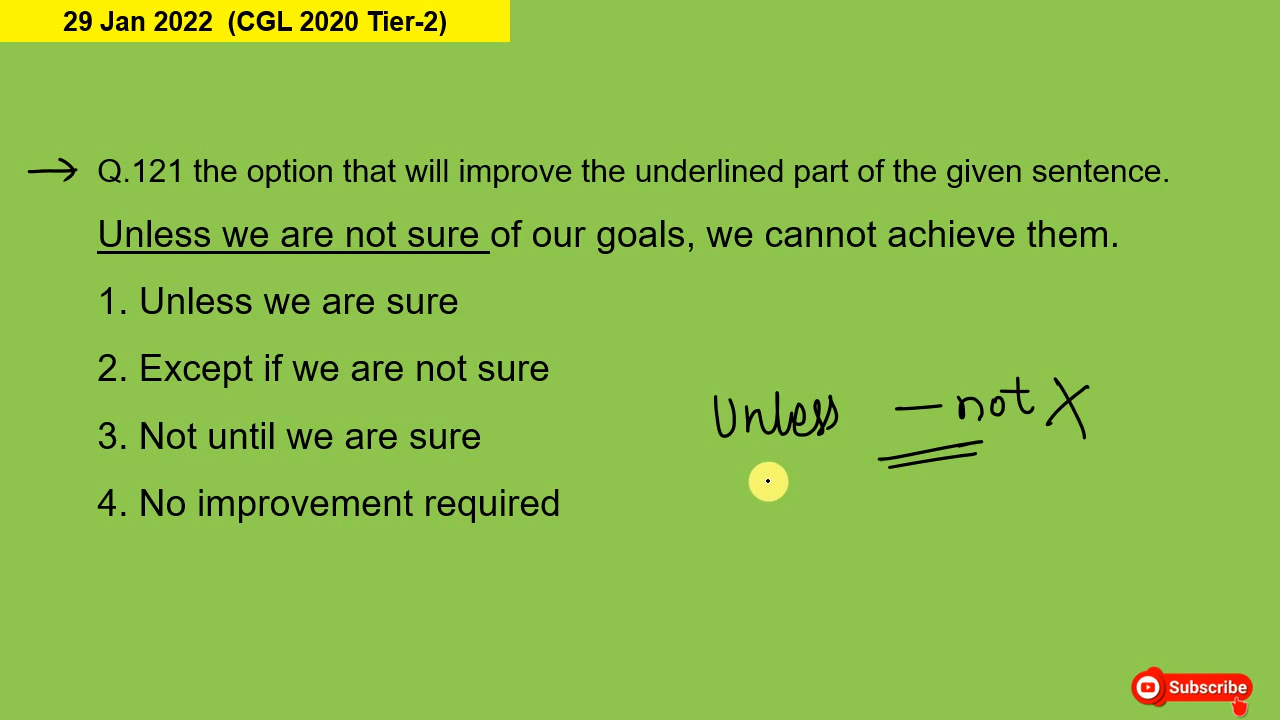 29 Jan 2022 (CGL 2020 Tier-2)
Q.121 the option that will improve the underlined part of the given sentence.
Unless we are not sure of our goals, we cannot achieve them.
1. Unless we are sure
2. Except if we are not sure
3. Not until we are sure
4. No improvement required
Unless — not X
Subscribe